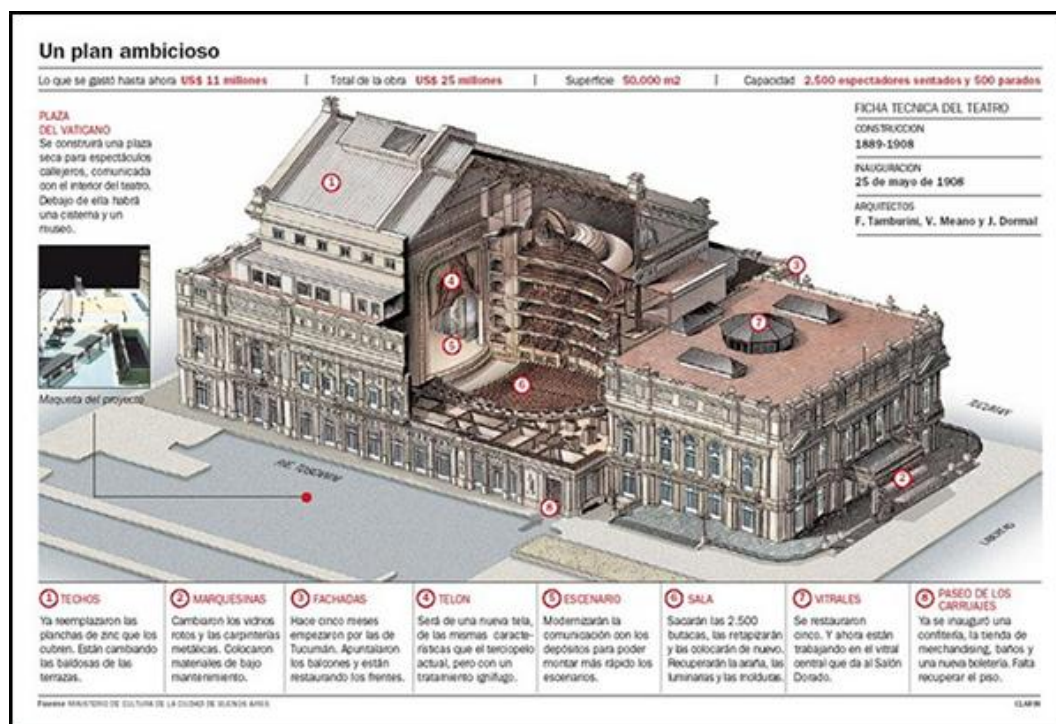 Un plan ambicioso
Lo que se gastó hasta ahora US$ 11 millones | Total de la obra US$ 25 millones | Superficie 50.000 m2 | Capacidad 2.500 espectadores sentados y 500 parados
PLAZA
DEL VATICANO
Se construirá una plaza
seca para espectáculos
callejeros, comunicada
con el interior del teatro.
Debajo de ella habrá
una cisterna y un
museo.
Maqueta del proyecto
FICHA TECNICA DEL TEATRO
CONSTRUCCION
1889-1908
INAUGURACION
25 de mayo de 1908
ARQUITECTOS
F. Tamburini, V. Meano y J. Dormal
1
4
5
6
3
7
2
8
TUCUMAN
PJE. TOSCANINI
LIBERTAD
1 TECHOS
Ya reemplazaron las
planchas de zinc que los
cubren. Están cambiando
las baldosas de las
terrazas.
2 MARQUESINAS
Cambiaron los vidrios
rotos y las carpinterías
metálicas. Colocaron
materiales de bajo
mantenimiento.
3 FACHADAS
Hace cinco meses
empezaron por las de
Tucumán. Apuntalaron
los balcones y están
restaurando los frentes.
4 TELON
Será de una nueva tela,
de las mismas caracte-
rísticas que el terciopelo
actual, pero con un
tratamiento ignífugo.
5 ESCENARIO
Modernizarán la
comunicación con los
depósitos para poder
montar más rápido los
escenarios.
6 SALA
Sacarán las 2.500
butacas, las retapizarán
y las colocarán de nuevo.
Recuperarán la araña, las
luminarias y las molduras.
7 VITRALES
Se restauraron
cinco. Y ahora están
trabajando en el vitral
central que da al Salón
Dorado.
8 PASEO DE LOS
CARRUAJES
Ya se inauguró una
confitería, la tienda de
merchandising, baños y
una nueva boletería. Falta
recuperar el piso.
Fuente MINISTERIO DE CULTURA DE LA CIUDAD DE BUENOS AIRES
CLARIN